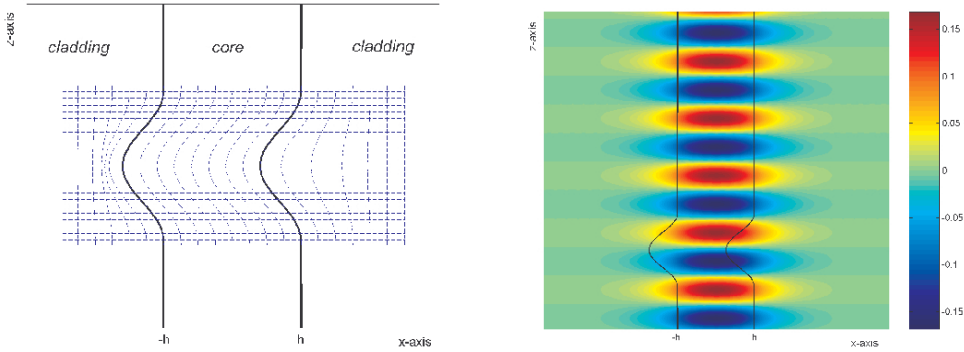 z-axis
cladding
core
cladding
-h
h
x-axis
z-axis
-h
h
x-axis
0.15
0.1
0.05
0
-0.05
-0.1
-0.15